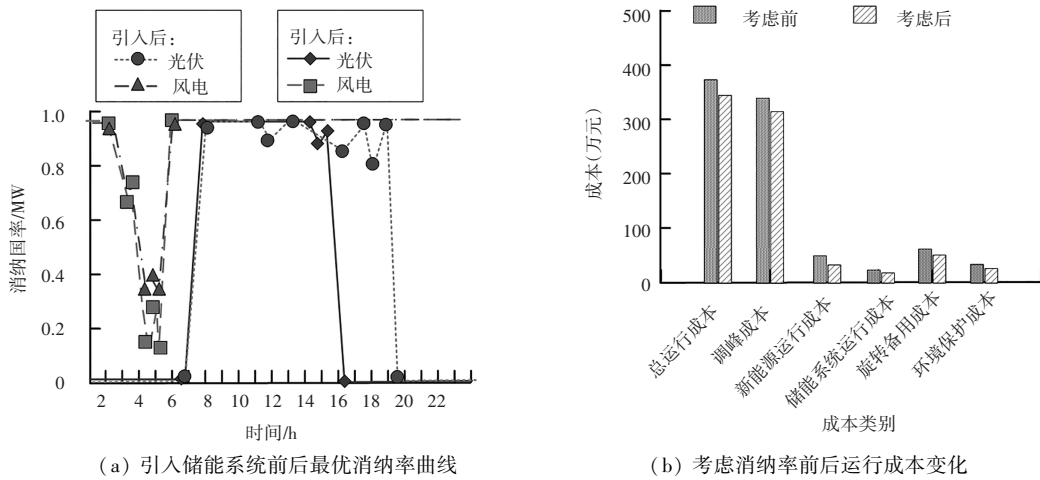 引入后：
光伏
风电
引入后：
光伏
风电
1.0
0.8
0.6
0.4
0.2
0
消纳国率/MW
2 4 6 8 10 12 14 16 18 20 22
时间/h
（a）引入储能系统前后最优消纳率曲线
考虑前
考虑后
500
400
300
200
100
0
成本（万元）
总运行成本
调峰成本
新能源运行成本
储能系统运行成本
旋转备用成本
环境保护成本
成本类别
（b）考虑消纳率前后运行成本变化